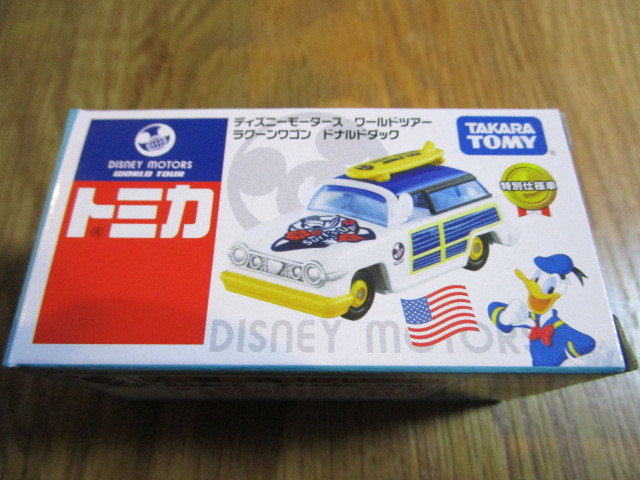 DISNEY MOTORS
WORLD TOUR
トミカ
®
ディズニーモータース ワールドツアー
ラグーンワゴン ドナルドダック
TAKARA
TOMY
特別仕様車
DISNEY MOTORS